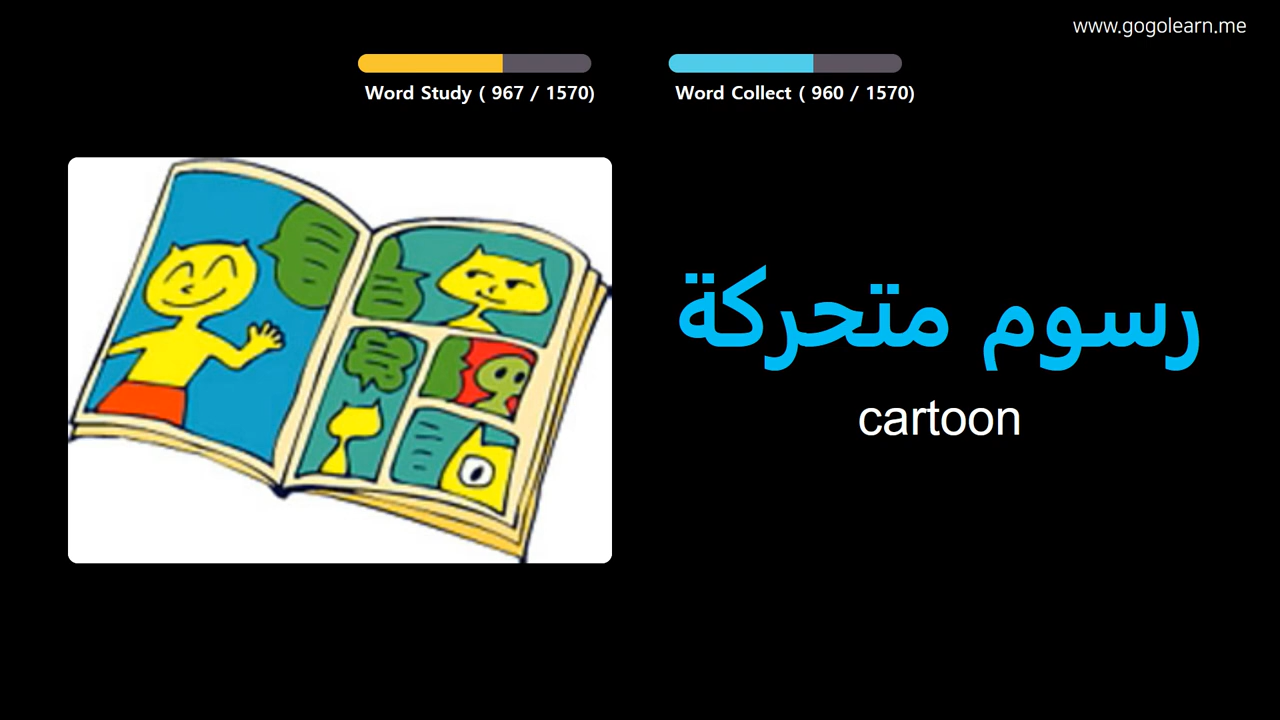 www.gogolearn.me
Word Study ( 967 / 1570)
Word Collect ( 960 / 1570)
رسوم متحركة
cartoon